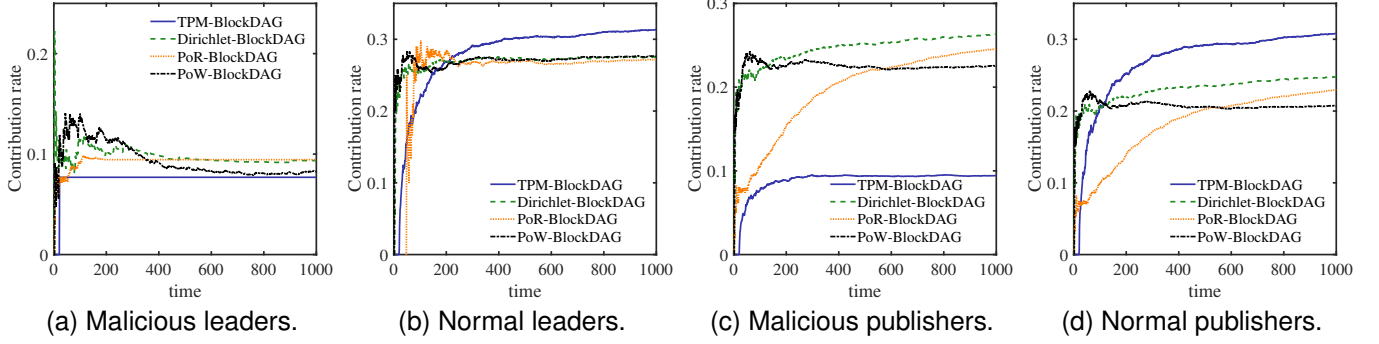 TPM-BlockDAG
Dirichlet-BlockDAG
PoR-BlockDAG
PoW-BlockDAG
0.2
0.1
0
Contribution rate
0 200 400 600 800 1000
time
(a) Malicious leaders.
0.3
0.2
0.1
0
Contribution rate
TPM-BlockDAG
Dirichlet-BlockDAG
PoR-BlockDAG
PoW-BlockDAG
0 200 400 600 800 1000
time
(b) Normal leaders.
0.3
0.2
0.1
0
Contribution rate
TPM-BlockDAG
Dirichlet-BlockDAG
PoR-BlockDAG
PoW-BlockDAG
0 200 400 600 800 1000
time
(c) Malicious publishers.
0.3
0.2
0.1
0
Contribution rate
TPM-BlockDAG
Dirichlet-BlockDAG
PoR-BlockDAG
PoW-BlockDAG
0 200 400 600 800 1000
time
(d) Normal publishers.